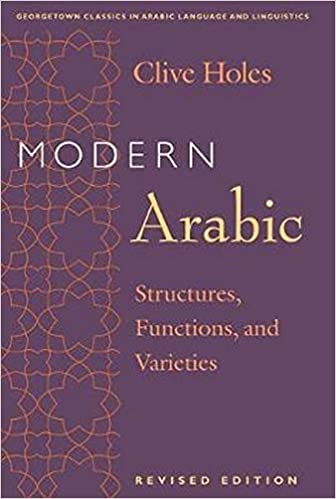 GEORGETOWN CLASSICS IN ARABIC LANGUAGE AND LINGUISTICS
Clive Holes
MODERN
Arabic
Structures,
Functions, and
Varieties
REVISED EDITION